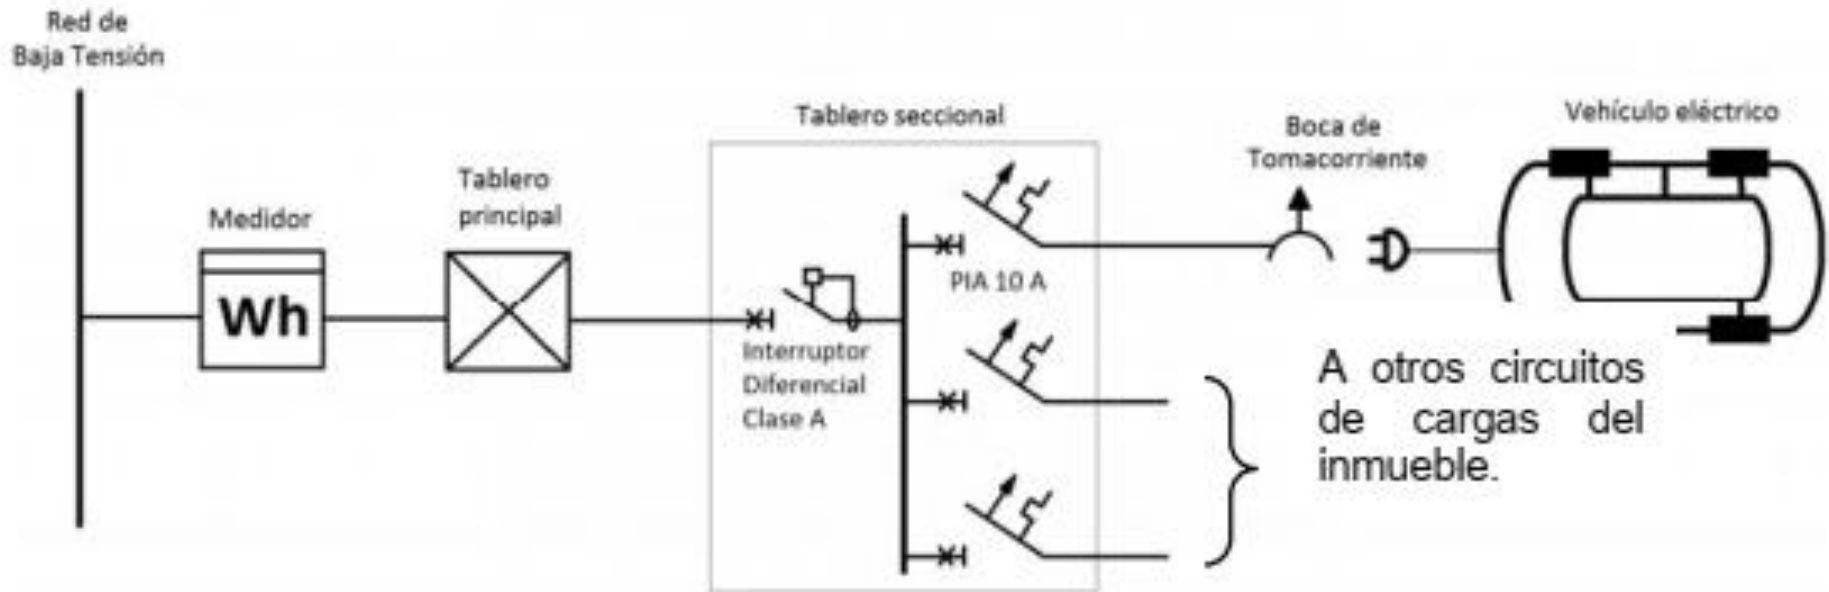 Red de
Baja Tensión
Medidor
Wh
Tablero
principal
Tablero seccional
Interruptor
Diferencial
Clase A
PIA 10 A
Boca de
Tomacorriente
Vehículo eléctrico
A otros circuitos
de cargas del
inmueble.